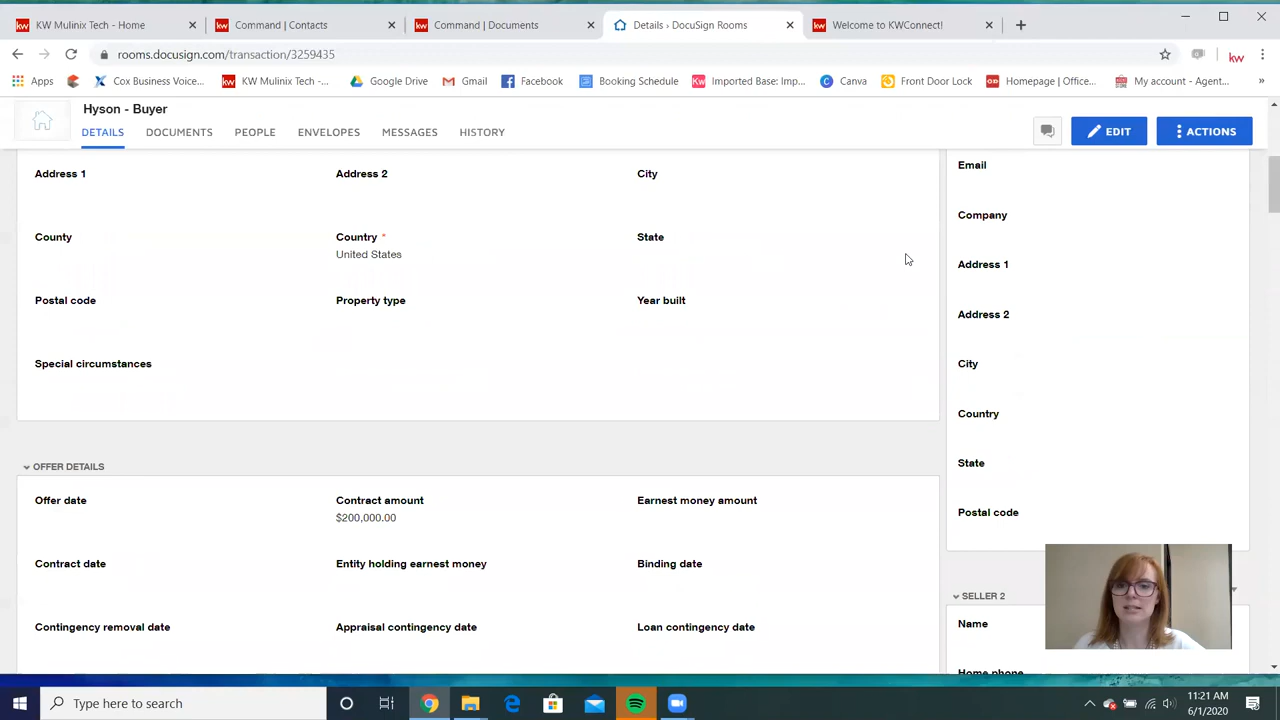 KW Mulinix Tech - Home
Command | Contacts
Command | Documents
Details › DocuSign Rooms
Welcome to KWConnect!
rooms.docusign.com/transaction/3259435
kw
Apps
Cox Business Voice...
KW Mulinix Tech -...
Google Drive
Gmail
Facebook
Booking Schedule
Imported Base: Imp...
Canva
Front Door Lock
Homepage | Office...
My account - Agent...
Hyson - Buyer
DETAILS
DOCUMENTS
PEOPLE
ENVELOPES
MESSAGES
HISTORY
EDIT
ACTIONS
Address 1
Address 2
City
County
Country *
United States
State
Postal code
Property type
Year built
Special circumstances
OFFER DETAILS
Offer date
Contract amount
$200,000.00
Earnest money amount
Contract date
Entity holding earnest money
Binding date
Contingency removal date
Appraisal contingency date
Loan contingency date
Email
Company
Address 1
Address 2
City
Country
State
Postal code
SELLER 2
Name
Home phone
Type here to search
11:21 AM
6/1/2020